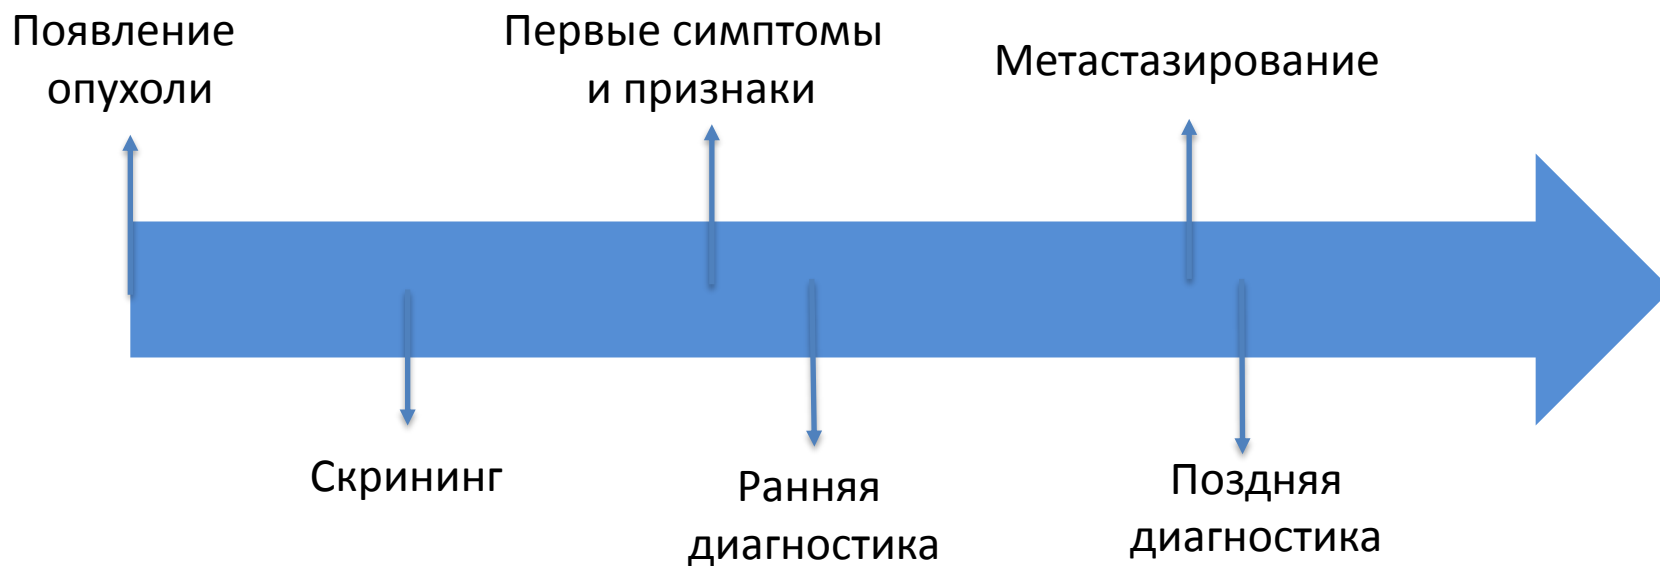 Появление
опухоли
Первые симптомы
и признаки
Метастазирование
Скрининг
Ранняя
диагностика
Поздняя
диагностика